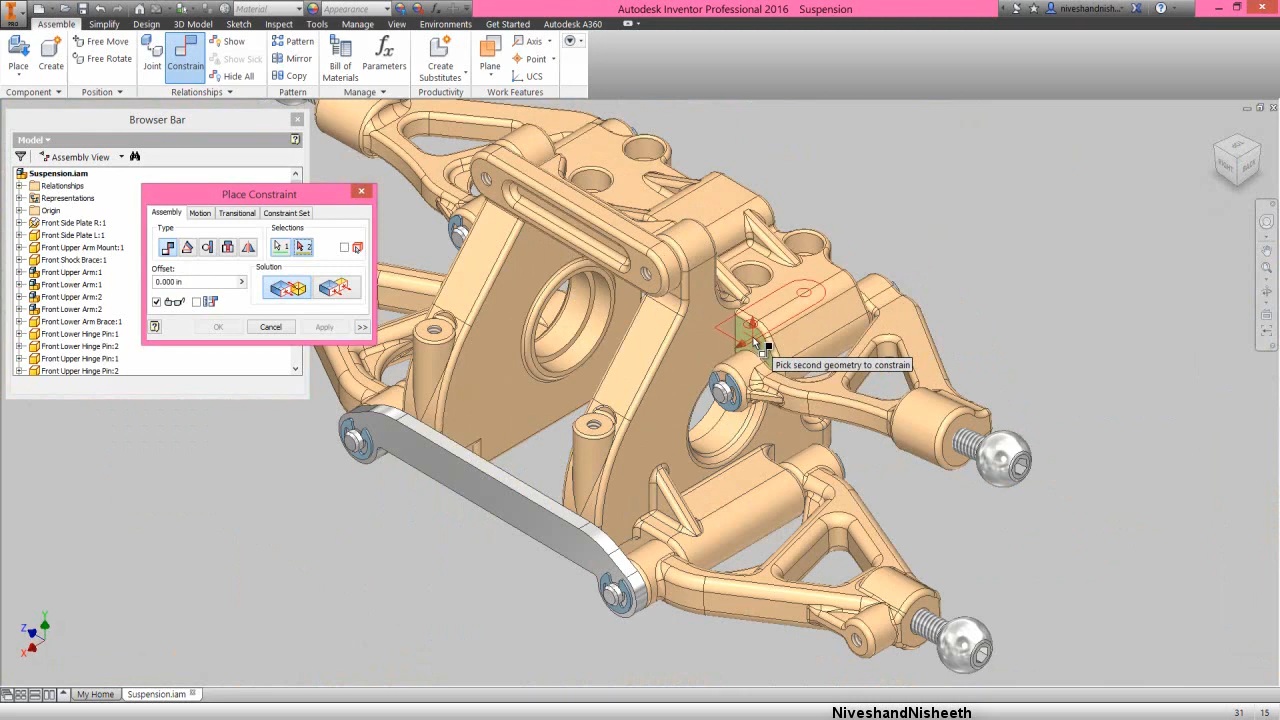 Material
Appearance
Autodesk Inventor Professional 2016 Suspension
niveshandnish...
PRO
Assemble Simplify Design 3D Model Sketch Inspect Tools Manage View Environments Get Started Autodesk A360
Place Create Free Move Free Rotate Joint Constrain Show Show Sick Hide All Pattern Mirror Copy Bill of Materials Parameters Create Substitutes Plane Axis Point UCS
Component Position Relationships Pattern Manage Productivity Work Features
Browser Bar
Model
Assembly View
Suspension.iam
Relationships
Representations
Origin
Front Side Plate R:1
Front Side Plate L:1
Front Upper Arm Mount:1
Front Shock Brace:1
Front Upper Arm:1
Front Lower Arm:1
Front Upper Arm:2
Front Lower Arm:2
Front Lower Arm Brace:1
Front Lower Hinge Pin:1
Front Lower Hinge Pin:2
Front Upper Hinge Pin:1
Front Upper Hinge Pin:2
Place Constraint
Assembly Motion Transitional Constraint Set
Type Selections
1 2
Offset: Solution
0.000 in
OK Cancel Apply >>
Pick second geometry to constrain
RIGHT
Y
Z
X
My Home Suspension.iam
NiveshandNisheeth
31 15